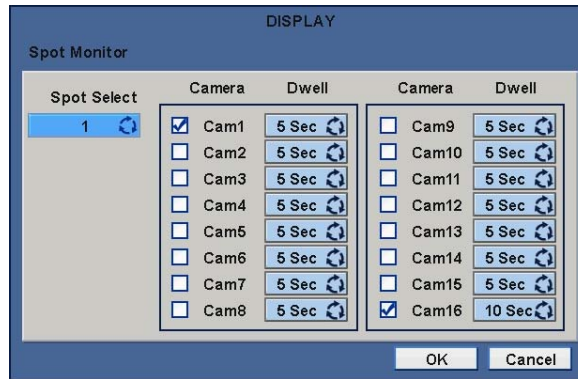 DISPLAY
Spot Monitor
Spot Select Camera Dwell Camera Dwell
1 Cam1 5 Sec Cam9 5 Sec
Cam2 5 Sec Cam10 5 Sec
Cam3 5 Sec Cam11 5 Sec
Cam4 5 Sec Cam12 5 Sec
Cam5 5 Sec Cam13 5 Sec
Cam6 5 Sec Cam14 5 Sec
Cam7 5 Sec Cam15 5 Sec
Cam8 5 Sec Cam16 10 Sec
OK Cancel